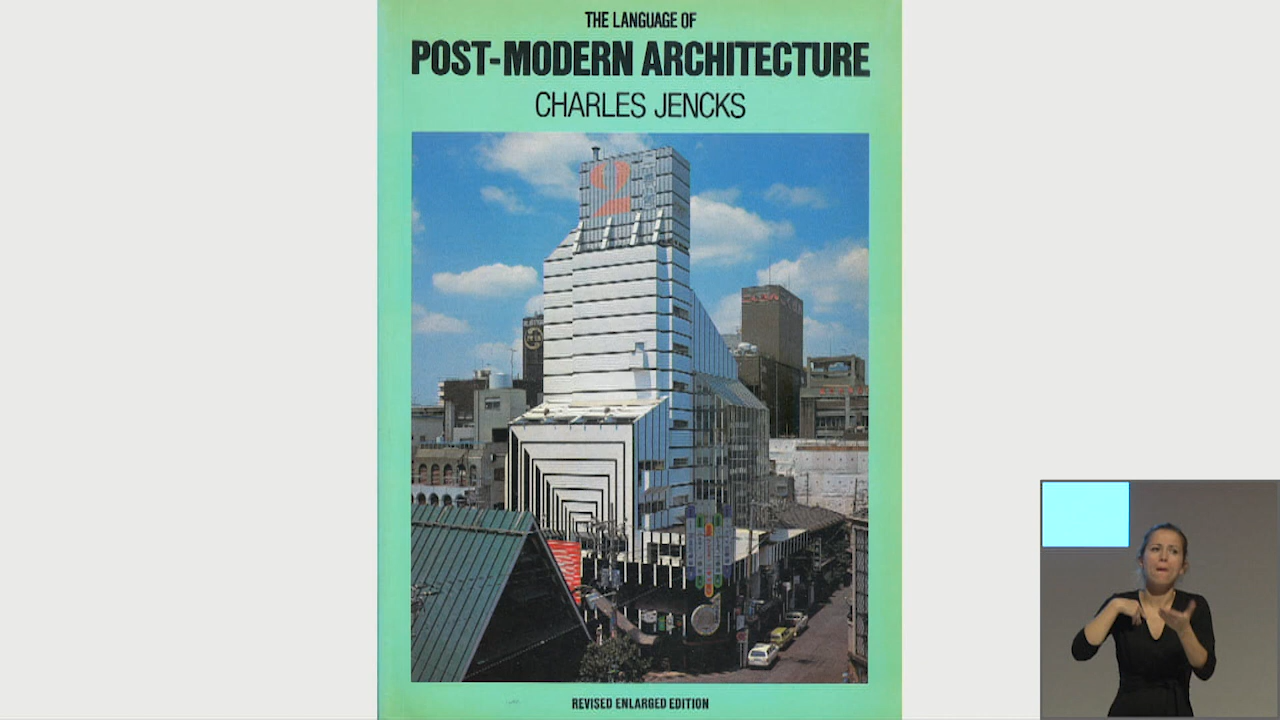 THE LANGUAGE OF
POST-MODERN ARCHITECTURE
CHARLES JENCKS
REVISED ENLARGED EDITION